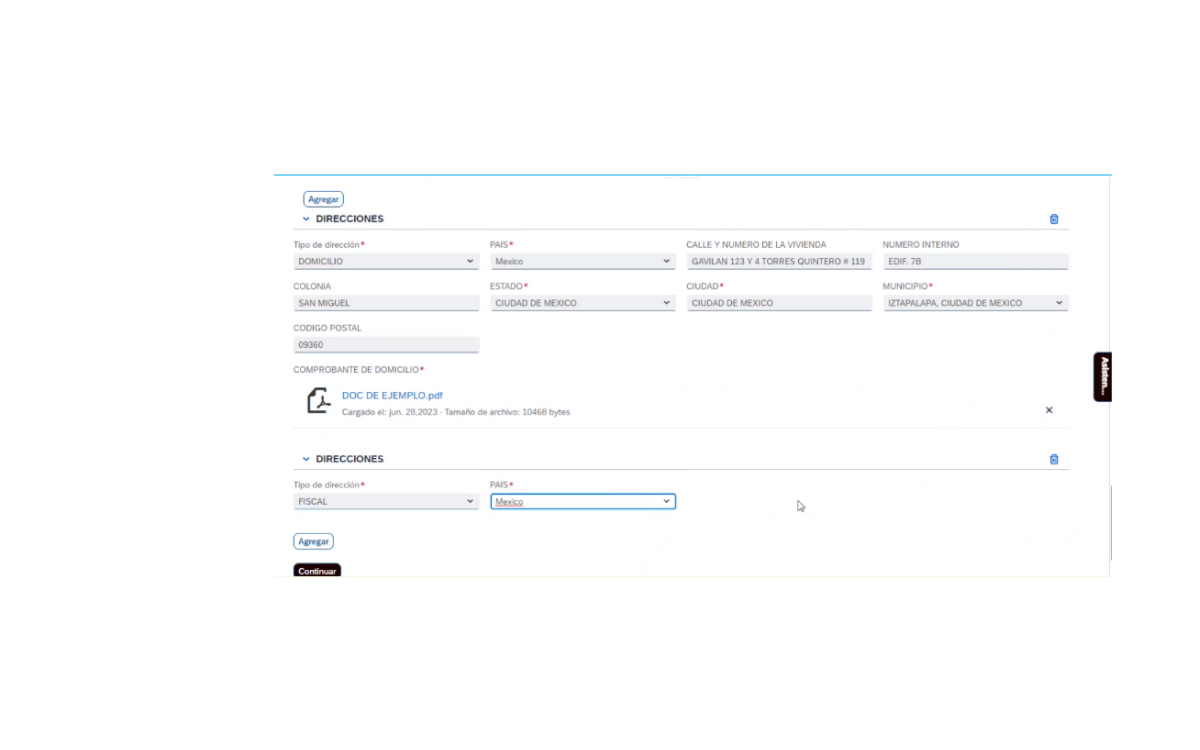 Agregar
DIRECCIONES
Tipo de dirección* PAIS* CALLE Y NUMERO DE LA VIVIENDA NUMERO INTERNO
DOMICILIO Mexico GAVILAN 123 Y 4 TORRES QUINTERO # 119 EDIF. 7B
COLONIA ESTADO* CIUDAD* MUNICIPIO*
SAN MIGUEL CIUDAD DE MEXICO CIUDAD DE MEXICO IZTAPALAPA, CIUDAD DE MEXICO
CODIGO POSTAL
09360
COMPROBANTE DE DOMICILIO*
DOC DE EJEMPLO.pdf
Cargado el: jun. 28,2023 - Tamaño de archivo: 10468 bytes
Asisten...
DIRECCIONES
Tipo de dirección* PAIS*
FISCAL Mexico
Agregar
Continuar